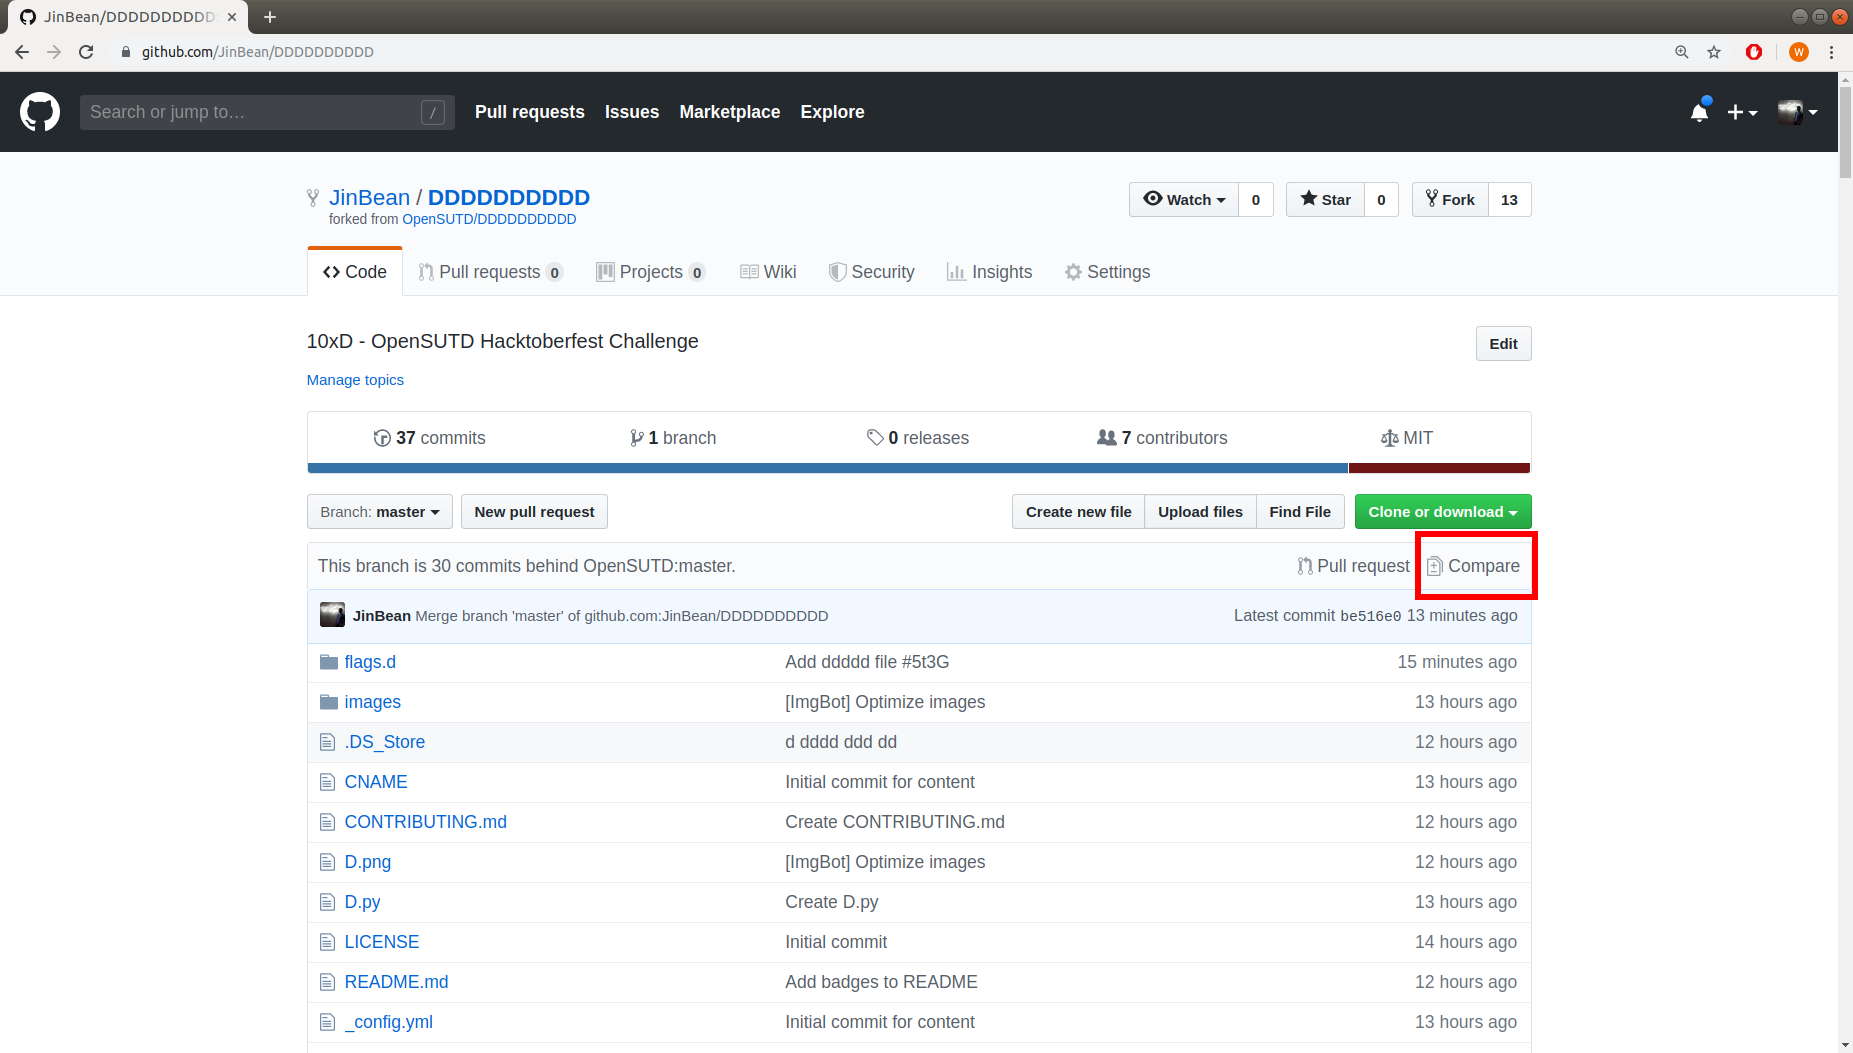 JinBean/DDDDDDDDDD
github.com/JinBean/DDDDDDDDDD
W
Search or jump to…
/
Pull requests
Issues
Marketplace
Explore
JinBean / DDDDDDDDDD
forked from OpenSUTD/DDDDDDDDDD
Watch 0
Star 0
Fork 13
Code
Pull requests 0
Projects 0
Wiki
Security
Insights
Settings
10xD - OpenSUTD Hacktoberfest Challenge
Edit
Manage topics
37 commits
1 branch
0 releases
7 contributors
MIT
Branch: master
New pull request
Create new file
Upload files
Find File
Clone or download
This branch is 30 commits behind OpenSUTD:master.
Pull request
Compare
JinBean Merge branch 'master' of github.com:JinBean/DDDDDDDDDD
Latest commit be516e0 13 minutes ago
flags.d Add ddddd file #5t3G 15 minutes ago
images [ImgBot] Optimize images 13 hours ago
.DS_Store d dddd ddd dd 12 hours ago
CNAME Initial commit for content 13 hours ago
CONTRIBUTING.md Create CONTRIBUTING.md 12 hours ago
D.png [ImgBot] Optimize images 12 hours ago
D.py Create D.py 13 hours ago
LICENSE Initial commit 14 hours ago
README.md Add badges to README 12 hours ago
_config.yml Initial commit for content 13 hours ago